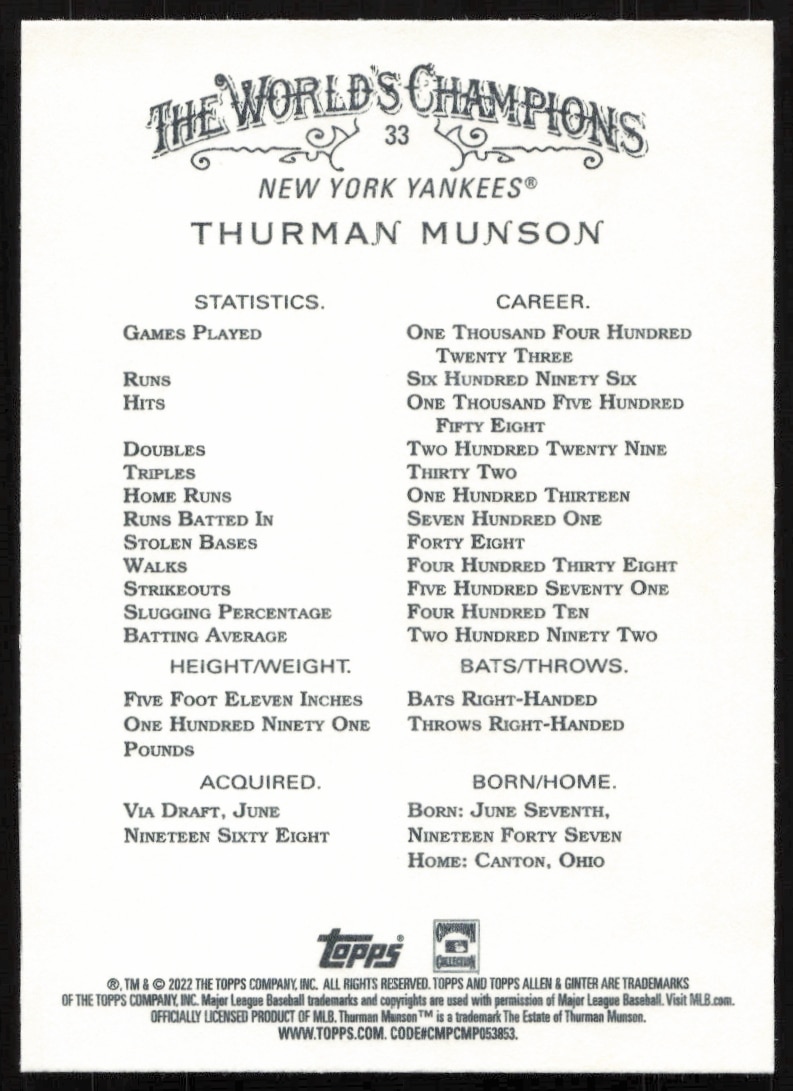 THE WORLD'S CHAMPIONS
33
NEW YORK YANKEES®
THURMAN MUNSON
STATISTICS. CAREER.
GAMES PLAYED ONE THOUSAND FOUR HUNDRED
TWENTY THREE
RUNS SIX HUNDRED NINETY SIX
HITS ONE THOUSAND FIVE HUNDRED
FIFTY EIGHT
DOUBLES TWO HUNDRED TWENTY NINE
TRIPLES THIRTY TWO
HOME RUNS ONE HUNDRED THIRTEEN
RUNS BATTED IN SEVEN HUNDRED ONE
STOLEN BASES FORTY EIGHT
WALKS FOUR HUNDRED THIRTY EIGHT
STRIKEOUTS FIVE HUNDRED SEVENTY ONE
SLUGGING PERCENTAGE FOUR HUNDRED TEN
BATTING AVERAGE TWO HUNDRED NINETY TWO
HEIGHT/WEIGHT. BATS/THROWS.
FIVE FOOT ELEVEN INCHES BATS RIGHT-HANDED
ONE HUNDRED NINETY ONE THROWS RIGHT-HANDED
POUNDS
ACQUIRED. BORN/HOME.
VIA DRAFT, JUNE BORN: JUNE SEVENTH,
NINETEEN SIXTY EIGHT NINETEEN FORTY SEVEN
HOME: CANTON, OHIO
topps®
COOPERSTOWN
COLLECTION
®, TM & © 2022 THE TOPPS COMPANY, INC. ALL RIGHTS RESERVED. TOPPS AND TOPPS ALLEN & GINTER ARE TRADEMARKS
OF THE TOPPS COMPANY, INC. Major League Baseball trademarks and copyrights are used with permission of Major League Baseball. Visit MLB.com.
OFFICIALLY LICENSED PRODUCT OF MLB. Thurman Munson™ is a trademark The Estate of Thurman Munson.
WWW.TOPPS.COM. CODE#CMPCMP053853.